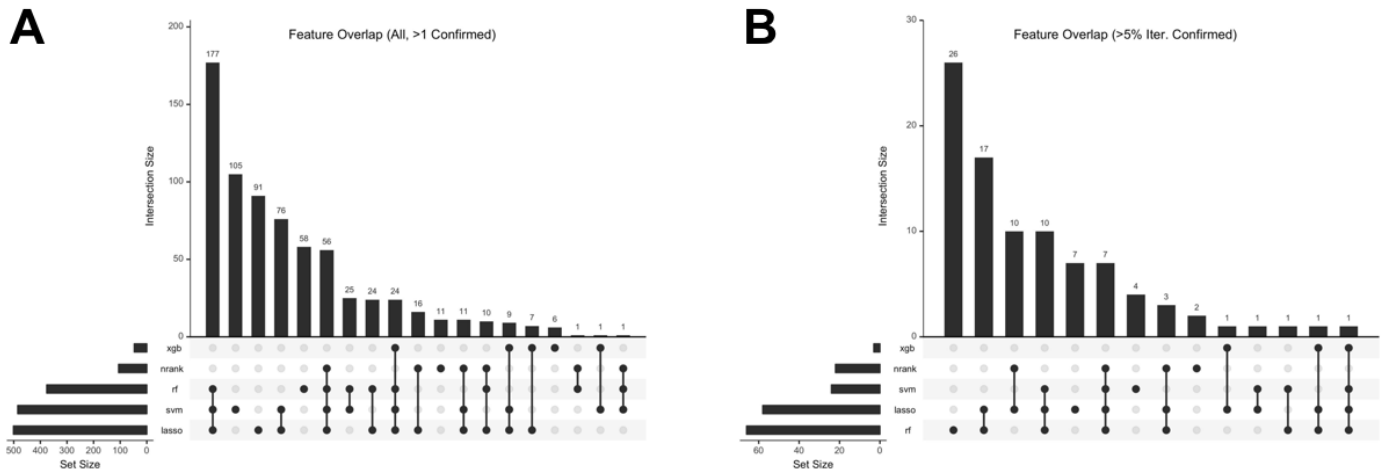 A
Feature Overlap (All, >1 Confirmed)
Intersection Size
200
150
100
50
0
177
105
91
76
58
56
25
24
24
16
11
11
10
9
7
6
1
1
1
xgb
nrank
rf
svm
lasso
500 400 300 200 100 0
Set Size
B
Feature Overlap (>5% Iter. Confirmed)
Intersection Size
30
20
10
0
26
17
10
10
7
7
4
3
2
1
1
1
1
1
xgb
nrank
svm
lasso
rf
60 40 20 0
Set Size